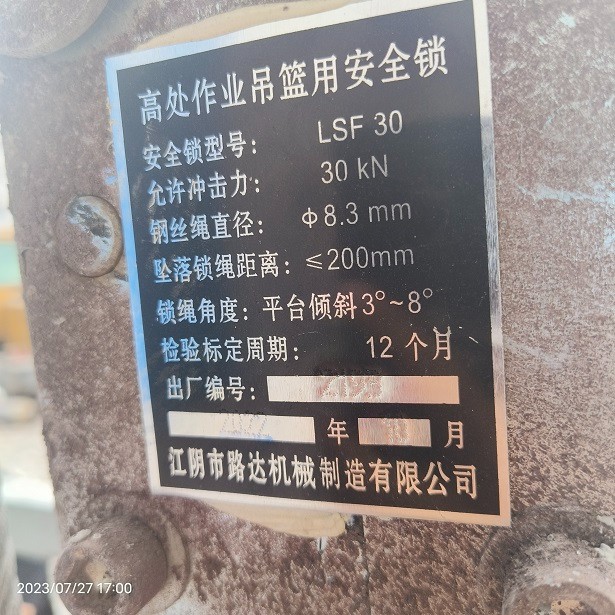 高处作业吊篮用安全锁
安全锁型号: LSF 30
允许冲击力: 30 kN
钢丝绳直径: Φ8.3 mm
坠落锁绳距离: ≤200mm
锁绳角度: 平台倾斜3°~8°
检验标定周期: 12 个月
出厂编号:
年 月
江阴市路达机械制造有限公司
2023/07/27 17:00